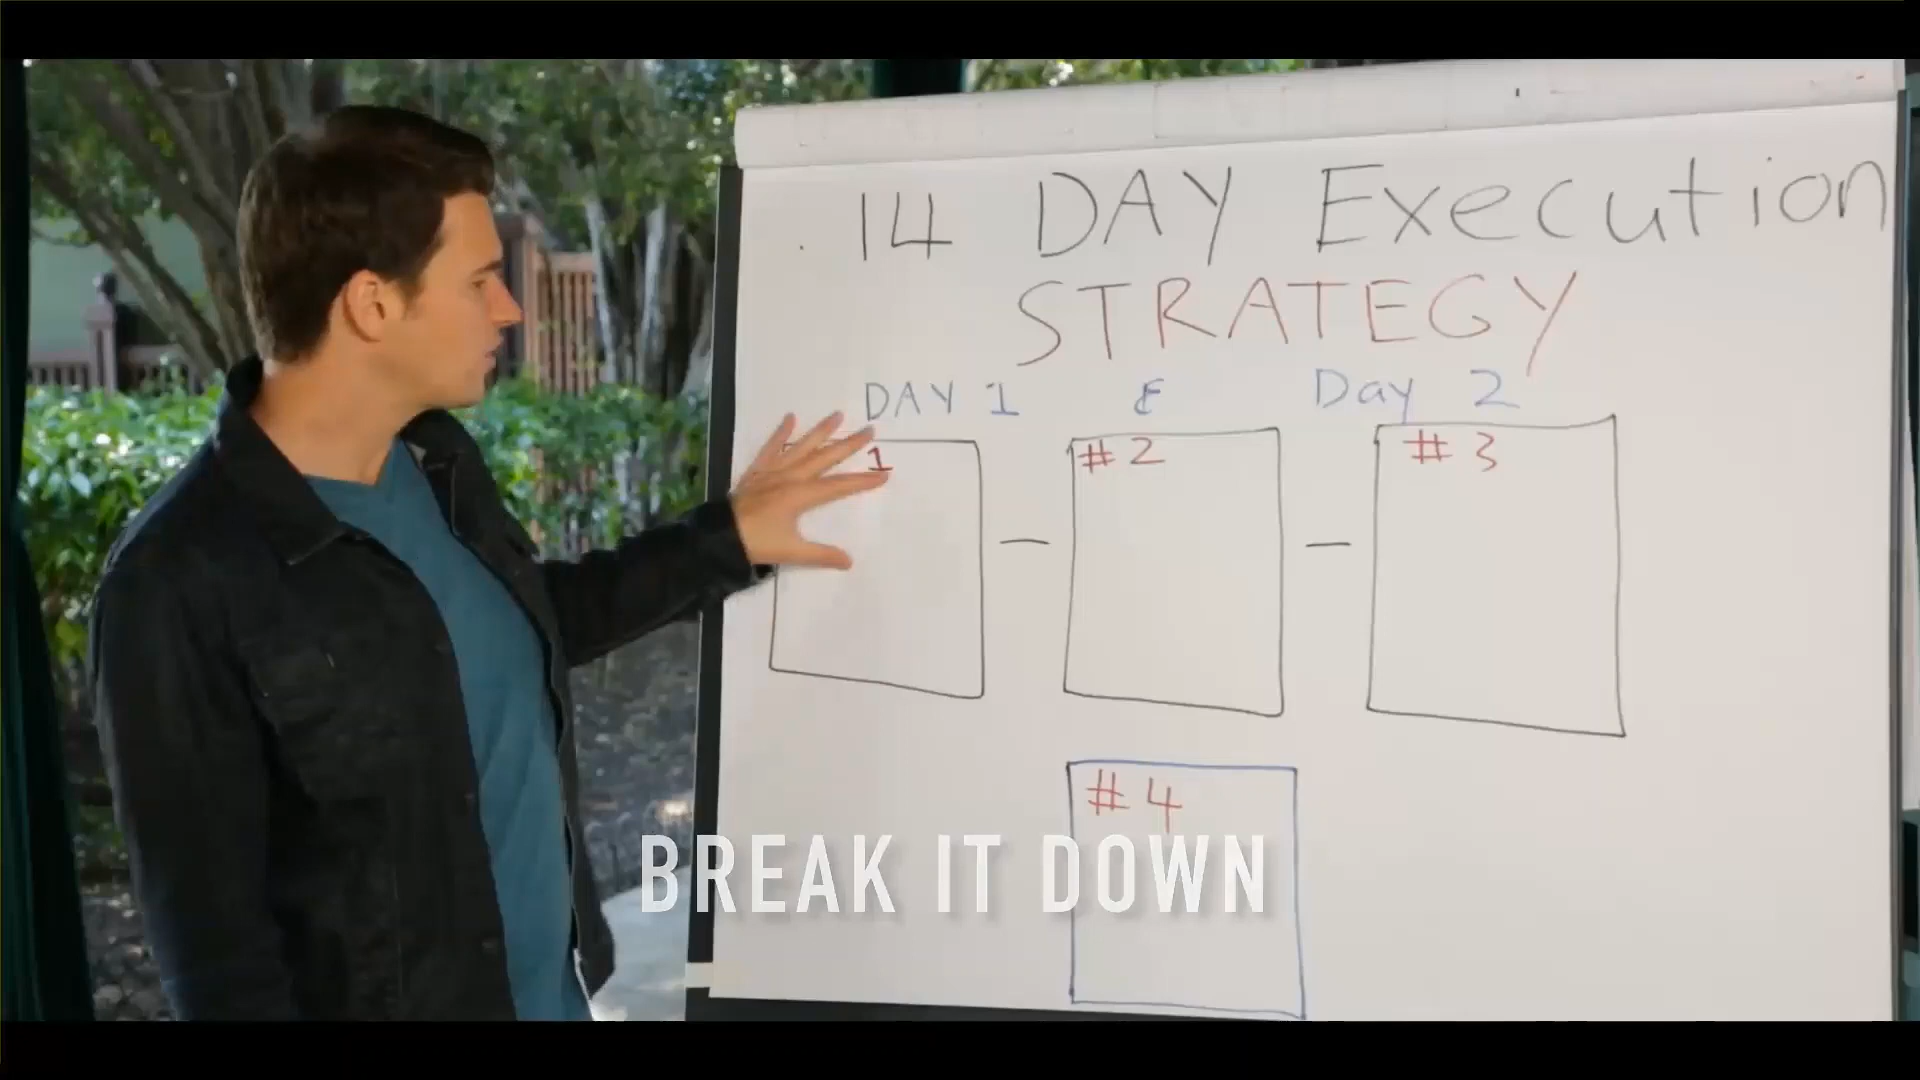 14 DAY Execution
STRATEGY
DAY 1 & Day 2
1
#2
#3
#4
BREAK IT DOWN